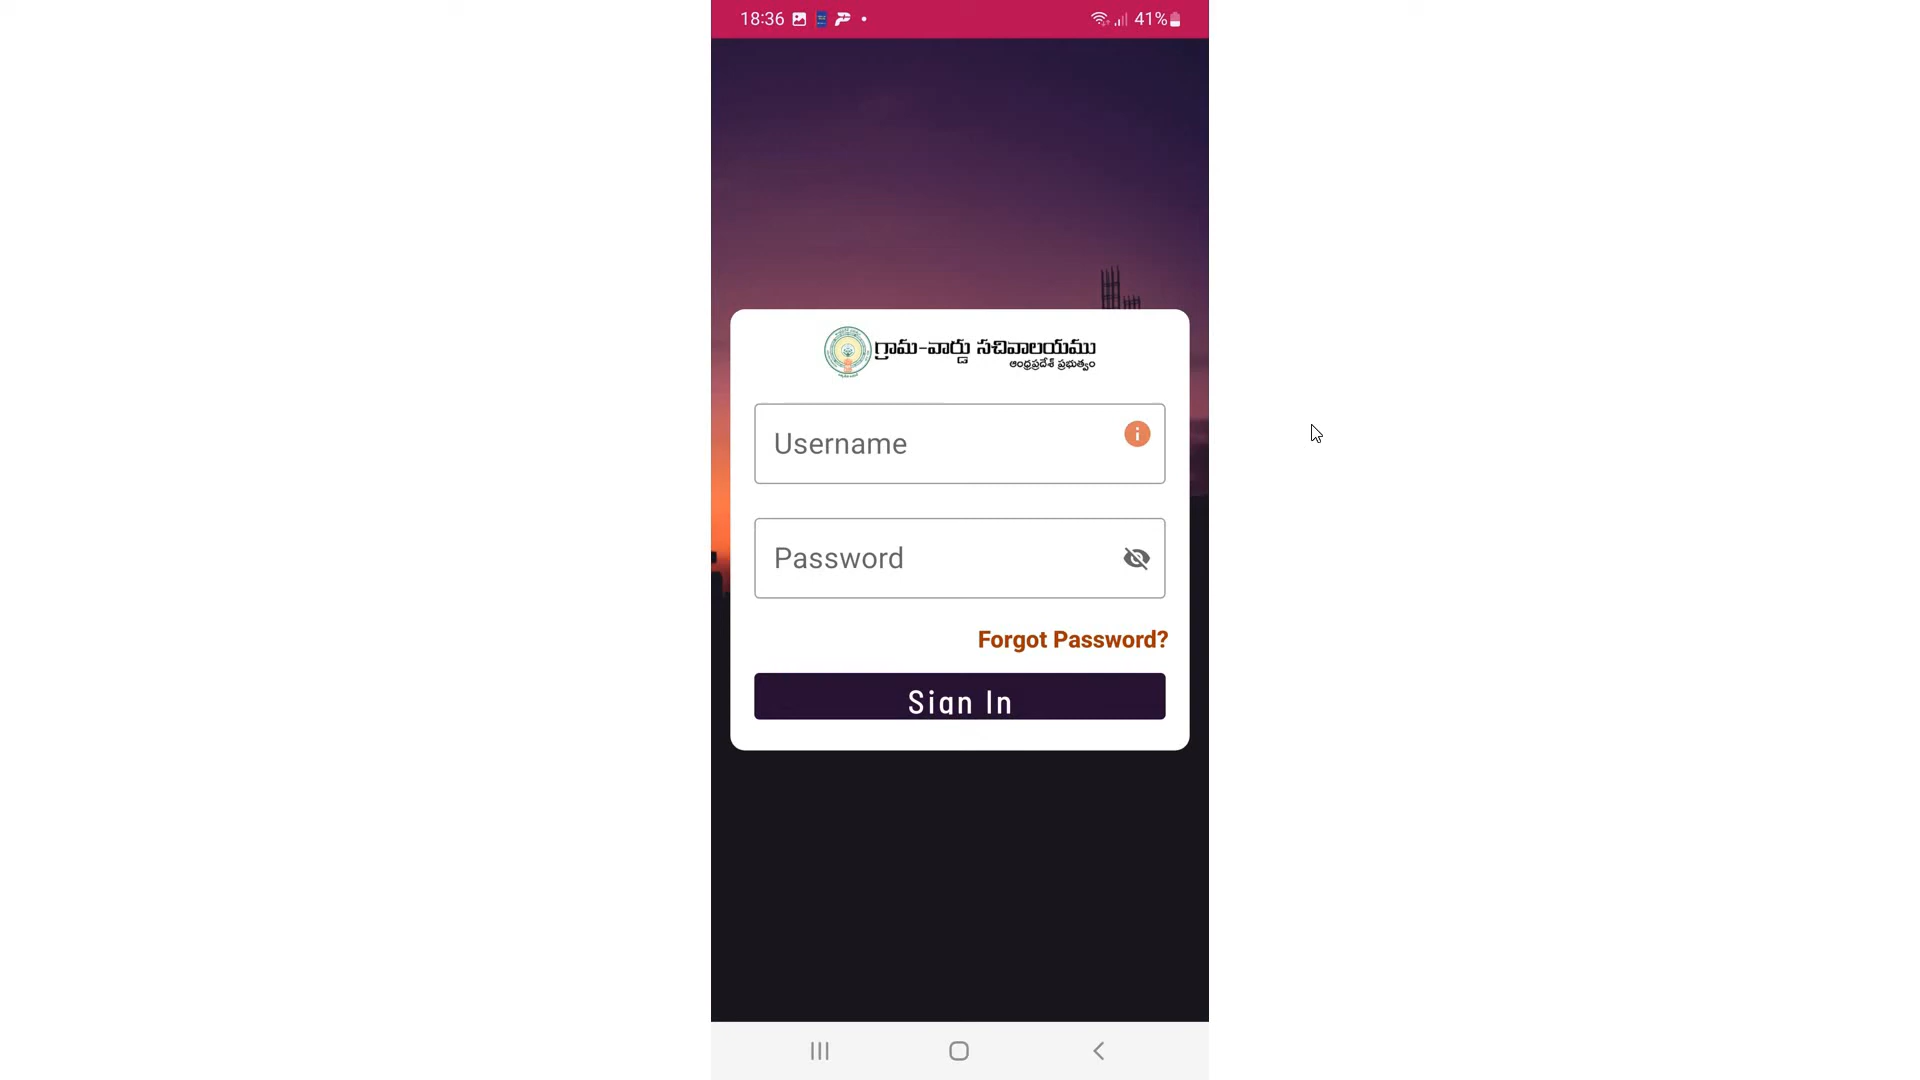 18:36 41%
గ్రామ-వార్డు సచివాలయము
ఆంధ్రప్రదేశ్ ప్రభుత్వం
Username
Password
Forgot Password?
Sign In